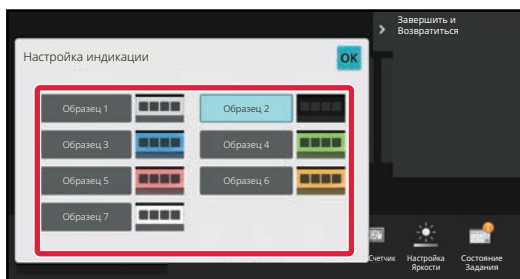 Завершить и
Возвратиться
Настройка индикации
OK
Образец 1
Образец 2
Образец 3
Образец 4
Образец 5
Образец 6
Образец 7
Счетчик
Настройка
Яркости
Состояние
Задания